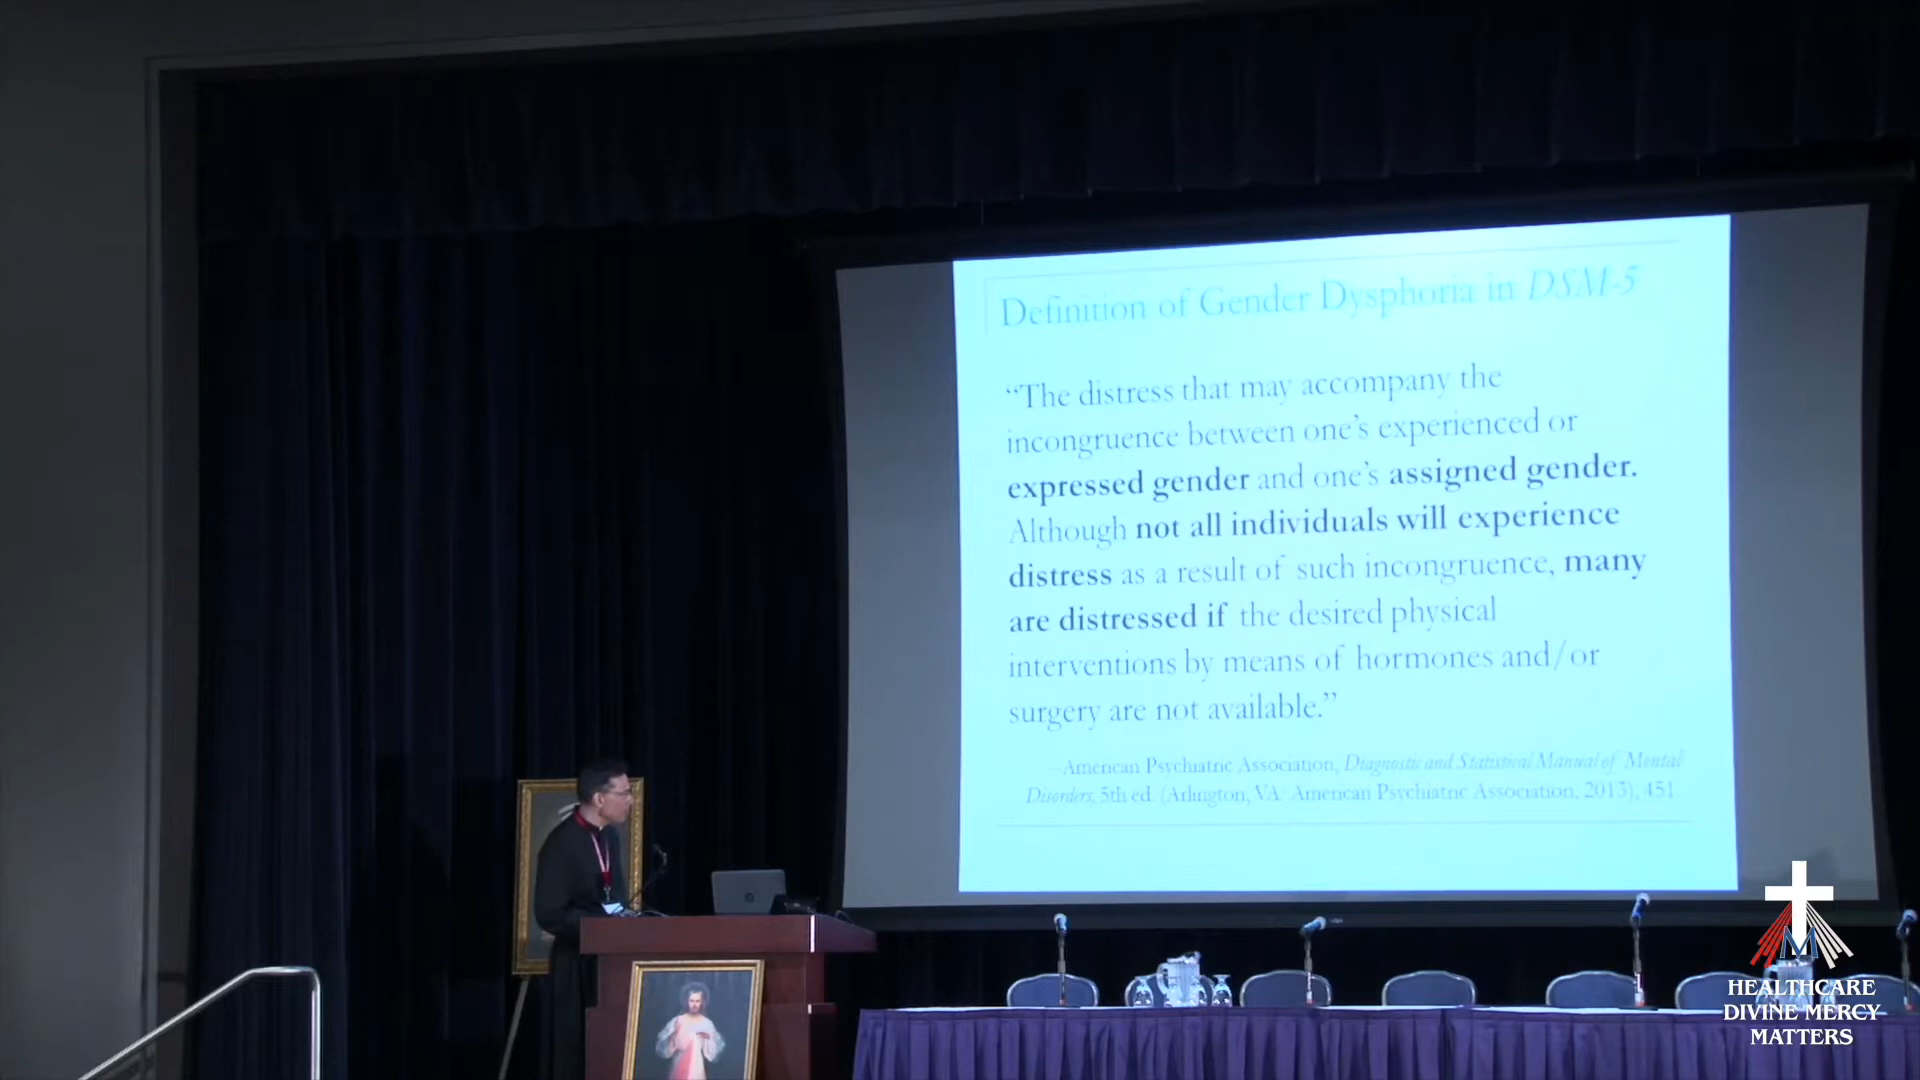 Definition of Gender Dysphoria in DSM-5
“The distress that may accompany the
incongruence between one’s experienced or
expressed gender and one’s assigned gender.
Although not all individuals will experience
distress as a result of such incongruence, many
are distressed if the desired physical
interventions by means of hormones and/or
surgery are not available.”
–American Psychiatric Association, Diagnostic and Statistical Manual of Mental
Disorders, 5th ed. (Arlington, VA: American Psychiatric Association, 2013), 451.
M
HEALTHCARE
DIVINE MERCY
MATTERS